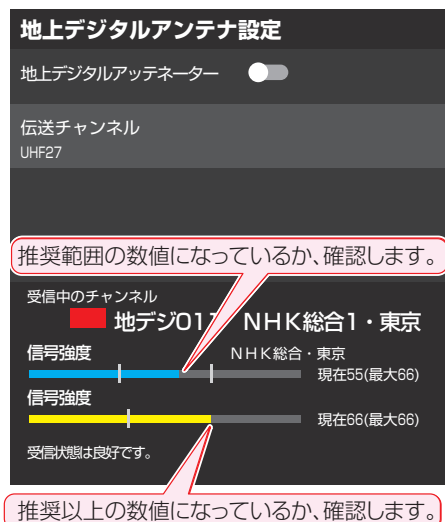 地上デジタルアンテナ設定
地上デジタルアッテネーター
伝送チャンネル
UHF27
推奨範囲の数値になっているか、確認します。
受信中のチャンネル
地デジ011 NHK総合1・東京
信号強度 NHK総合・東京
現在55(最大66)
信号強度
現在66(最大66)
受信状態は良好です。
推奨以上の数値になっているか、確認します。